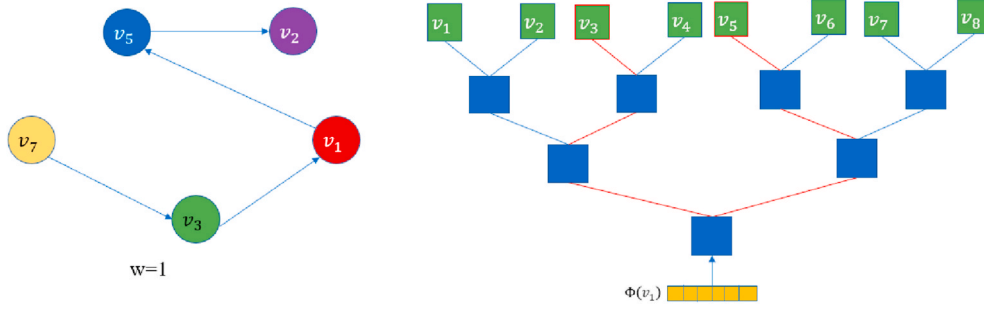 v₅ v₂
v₇ v₁
v₃
w=1
v₁ v₂ v₃ v₄ v₅ v₆ v₇ v₈
Φ(v₁)